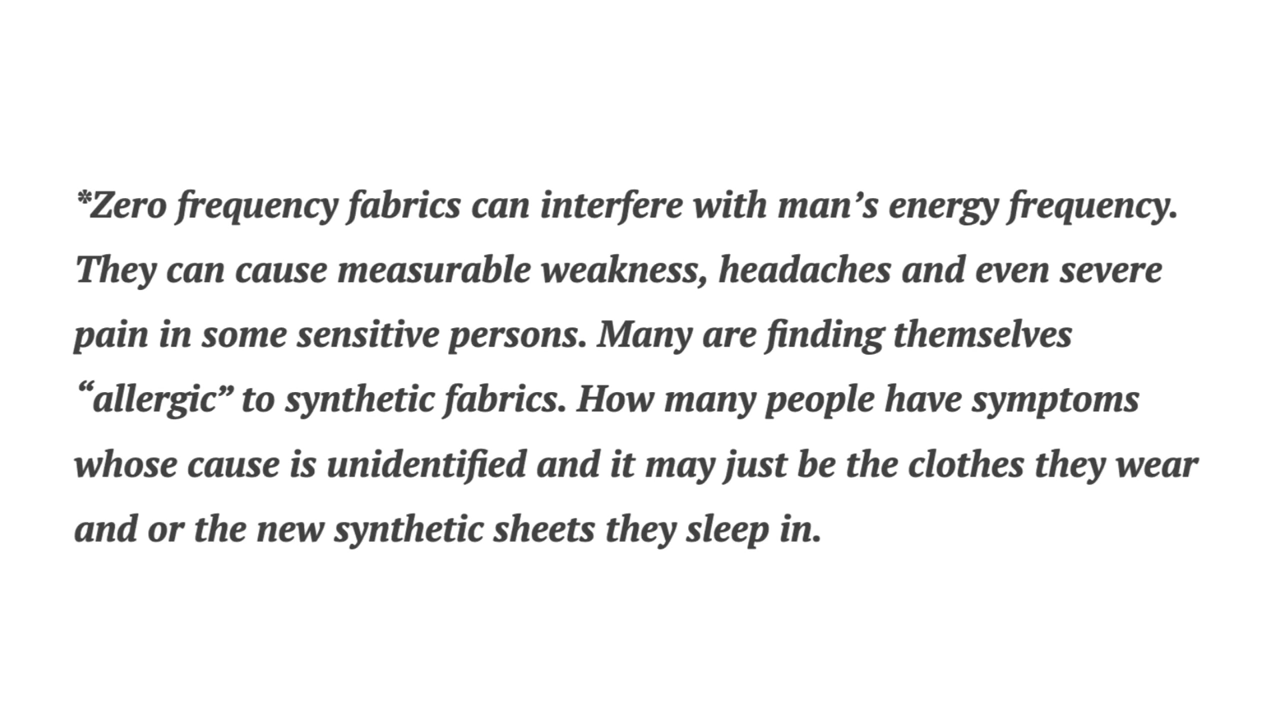 *Zero frequency fabrics can interfere with man’s energy frequency.
They can cause measurable weakness, headaches and even severe
pain in some sensitive persons. Many are finding themselves
“allergic” to synthetic fabrics. How many people have symptoms
whose cause is unidentified and it may just be the clothes they wear
and or the new synthetic sheets they sleep in.